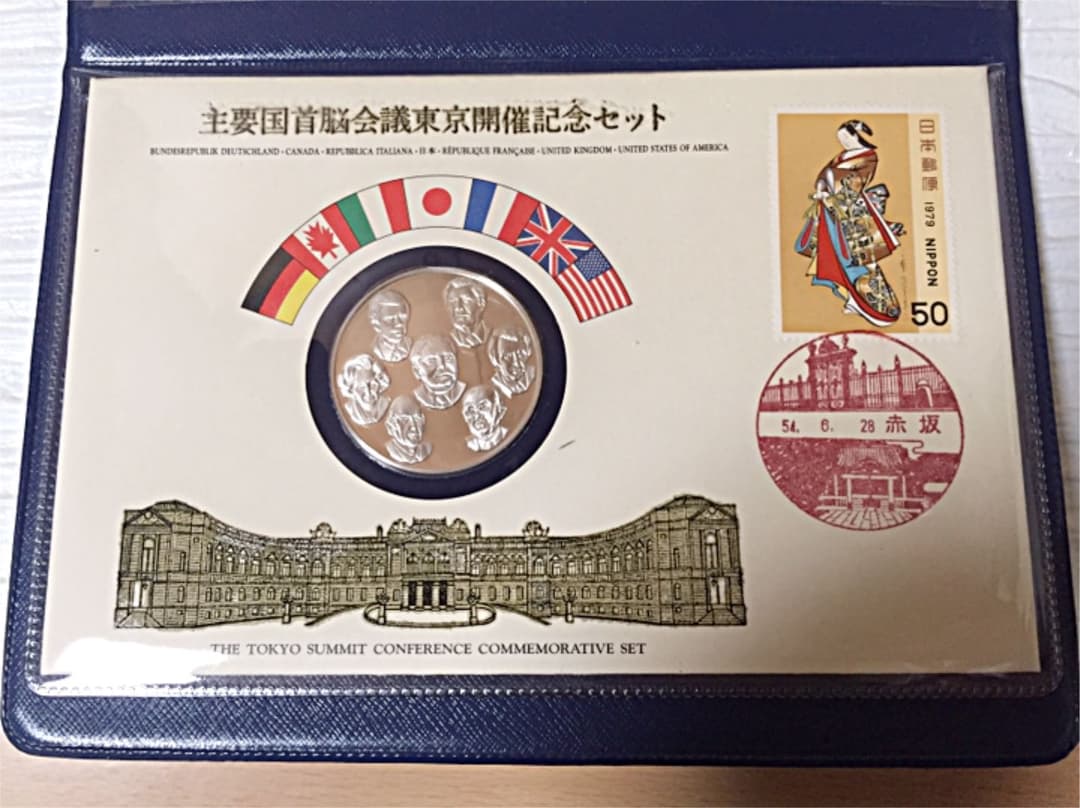 主要国首脳会議東京開催記念セット
BUNDESREPUBLIK DEUTSCHLAND・CANADA・REPUBBLICA ITALIANA・日本・RÉPUBLIQUE FRANÇAISE・UNITED KINGDOM・UNITED STATES OF AMERICA
日本郵便 1979 NIPPON
50
54. 6. 28 赤坂
THE TOKYO SUMMIT CONFERENCE COMMEMORATIVE SET